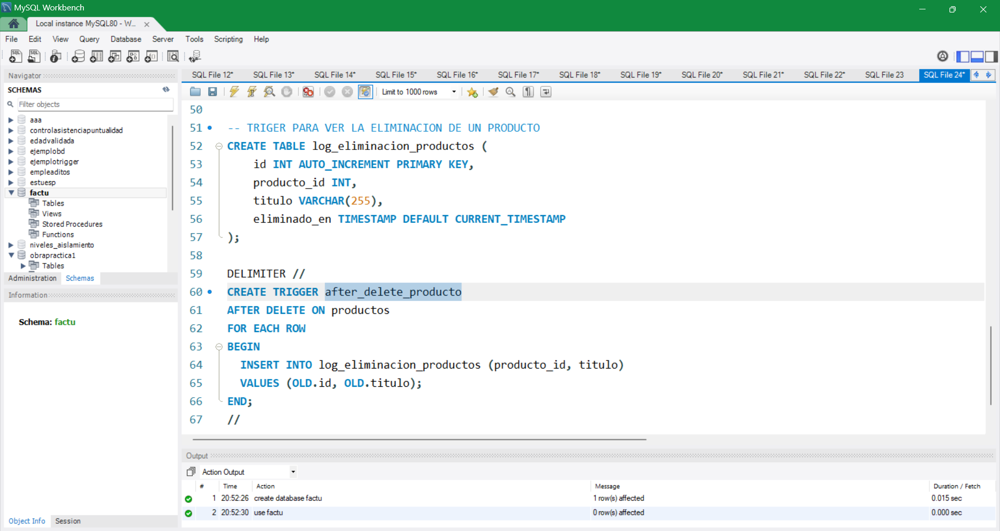 MySQL Workbench
Local instance MySQL80 - W...
File Edit View Query Database Server Tools Scripting Help
Navigator
SCHEMAS
Filter objects
aaa
controlasistenciapuntualidad
edadvalidada
ejemplobd
ejemplotrigger
empleaditos
estuesp
factu
Tables
Views
Stored Procedures
Functions
niveles_aislamiento
obrapractica1
Tables
Administration Schemas
Information
Schema: factu
Object Info Session
SQL File 12* SQL File 13* SQL File 14* SQL File 15* SQL File 16* SQL File 17* SQL File 18* SQL File 19* SQL File 20* SQL File 21* SQL File 22* SQL File 23 SQL File 24*
Limit to 1000 rows
50
51 -- TRIGER PARA VER LA ELIMINACION DE UN PRODUCTO
52 CREATE TABLE log_eliminacion_productos (
53 id INT AUTO_INCREMENT PRIMARY KEY,
54 producto_id INT,
55 titulo VARCHAR(255),
56 eliminado_en TIMESTAMP DEFAULT CURRENT_TIMESTAMP
57 );
58
59 DELIMITER //
60 CREATE TRIGGER after_delete_producto
61 AFTER DELETE ON productos
62 FOR EACH ROW
63 BEGIN
64 INSERT INTO log_eliminacion_productos (producto_id, titulo)
65 VALUES (OLD.id, OLD.titulo);
66 END;
67 //
Output
Action Output
# Time Action Message Duration / Fetch
1 20:52:26 create database factu 1 row(s) affected 0.015 sec
2 20:52:30 use factu 0 row(s) affected 0.000 sec